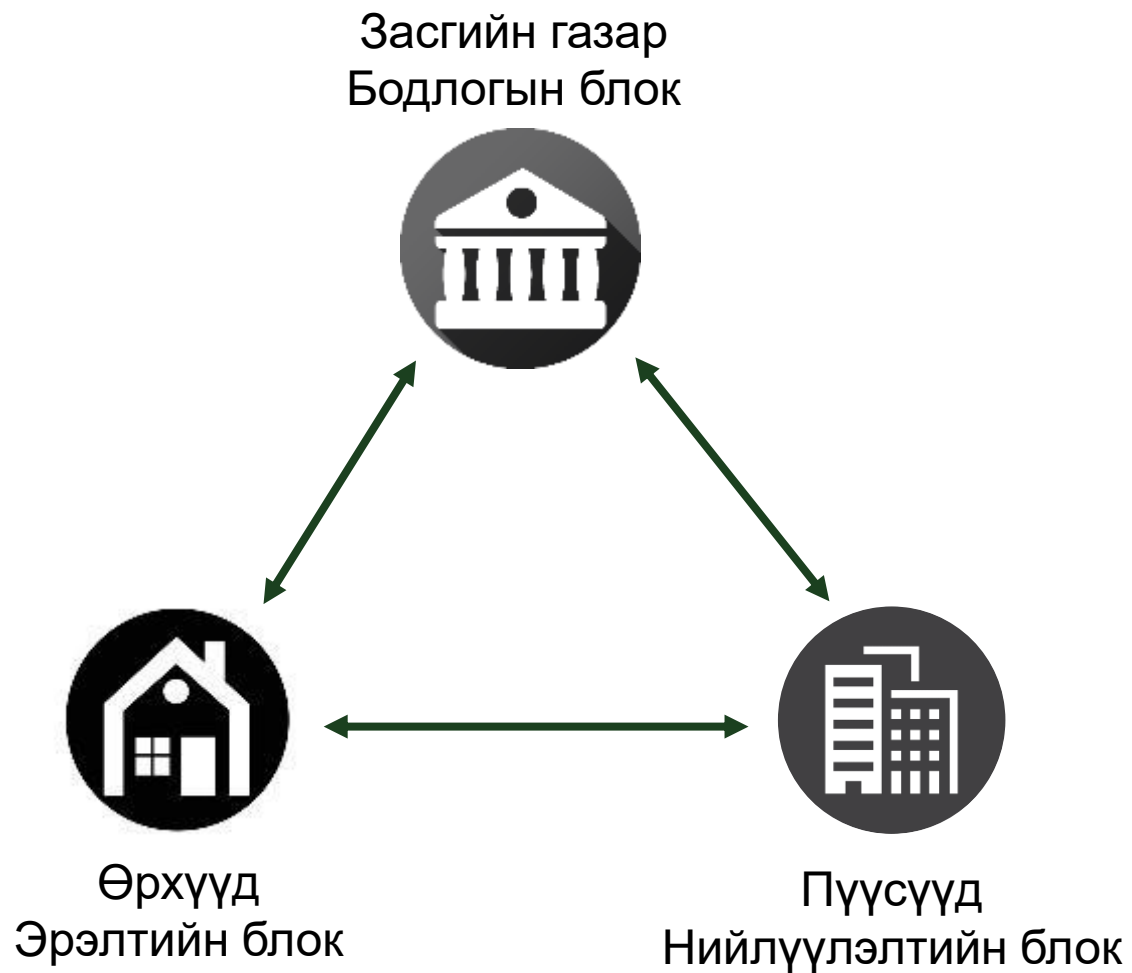 Засгийн газар
Бодлогын блок
Өрхүүд
Эрэлтийн блок
Пүүсүүд
Нийлүүлэлтийн блок